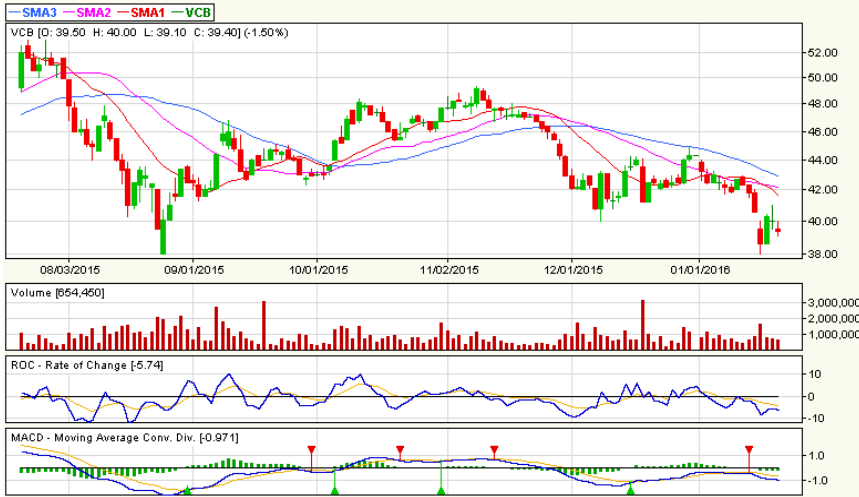 SMA3 SMA2 SMA1 VCB
VCB [O: 39.50 H: 40.00 L: 39.10 C: 39.40] (-1.50%)
52.00
50.00
48.00
46.00
44.00
42.00
40.00
38.00
08/03/2015 09/01/2015 10/01/2015 11/02/2015 12/01/2015 01/01/2016
Volume [654,450]
3,000,000
2,000,000
1,000,000
ROC - Rate of Change [-5.74]
10
0
-10
MACD - Moving Average Conv. Div. [-0.971]
1.0
-1.0